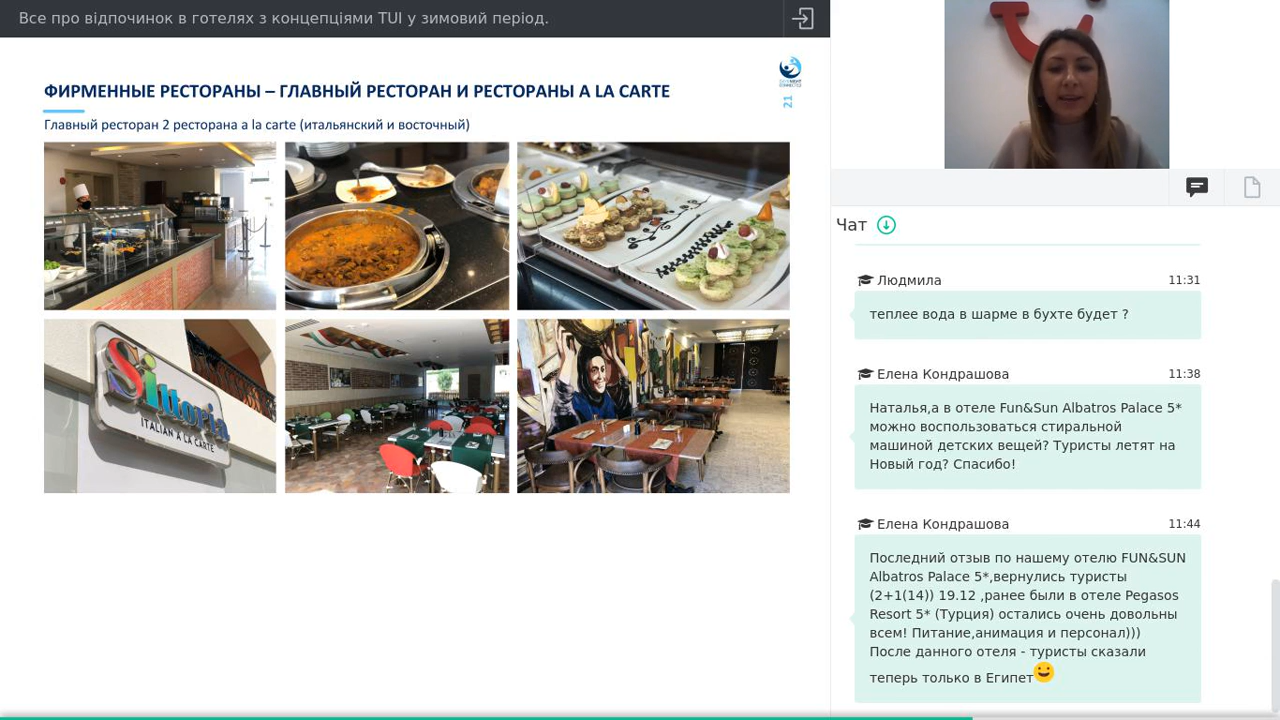 Все про відпочинок в готелях з концепціями TUI у зимовий період.
ФИРМЕННЫЕ РЕСТОРАНЫ – ГЛАВНЫЙ РЕСТОРАН И РЕСТОРАНЫ A LA CARTE
21
Главный ресторан 2 ресторана a la carte (итальянский и восточный)
Sittoria
ITALIAN A LA CARTE
Чат
Людмила 11:31
теплее вода в шарме в бухте будет ?
Елена Кондрашова 11:38
Наталья,а в отеле Fun&Sun Albatros Palace 5*
можно воспользоваться стиральной
машиной детских вещей? Туристы летят на
Новый год? Спасибо!
Елена Кондрашова 11:44
Последний отзыв по нашему отелю FUN&SUN
Albatros Palace 5*,вернулись туристы
(2+1(14)) 19.12 ,ранее были в отеле Pegasos
Resort 5* (Турция) остались очень довольны
всем! Питание,анимация и персонал)))
После данного отеля - туристы сказали
теперь только в Египет😀